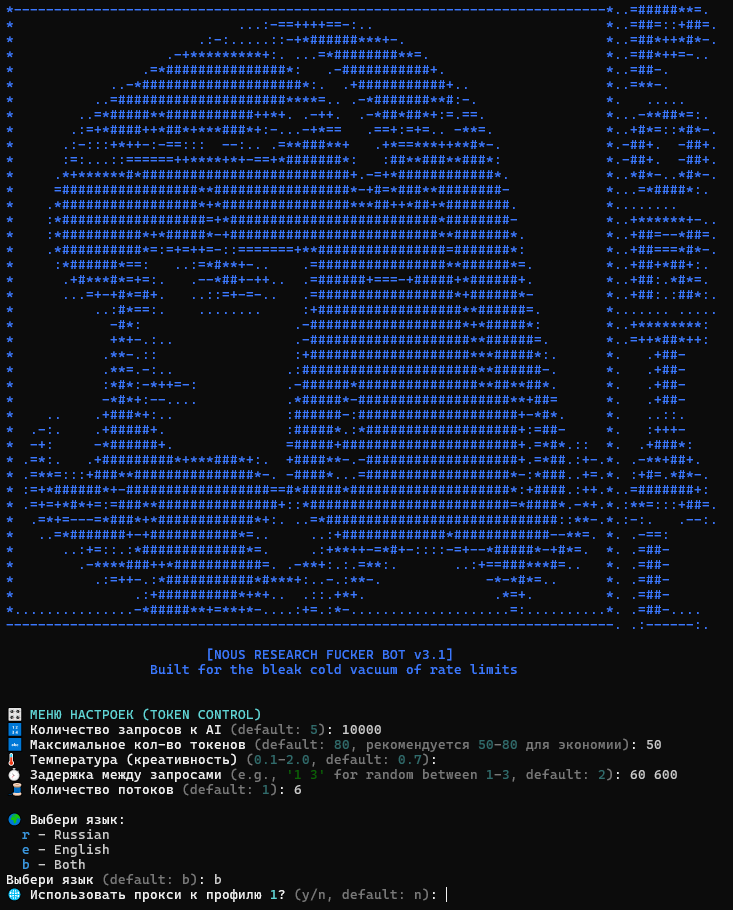 [NOUS RESEARCH FUCKER BOT v3.1]
Built for the bleak cold vacuum of rate limits
МЕНЮ НАСТРОЕК (TOKEN CONTROL)
Количество запросов к AI (default: 5): 10000
Максимальное кол-во токенов (default: 80, рекомендуется 50-80 для экономии): 50
Температура (креативность) (0.1-2.0, default: 0.7):
Задержка между запросами (e.g., '1 3' for random between 1-3, default: 2): 60 600
Количество потоков (default: 1): 6
Выбери язык:
r - Russian
e - English
b - Both
Выбери язык (default: b): b
Использовать прокси к профилю 1? (y/n, default: n):